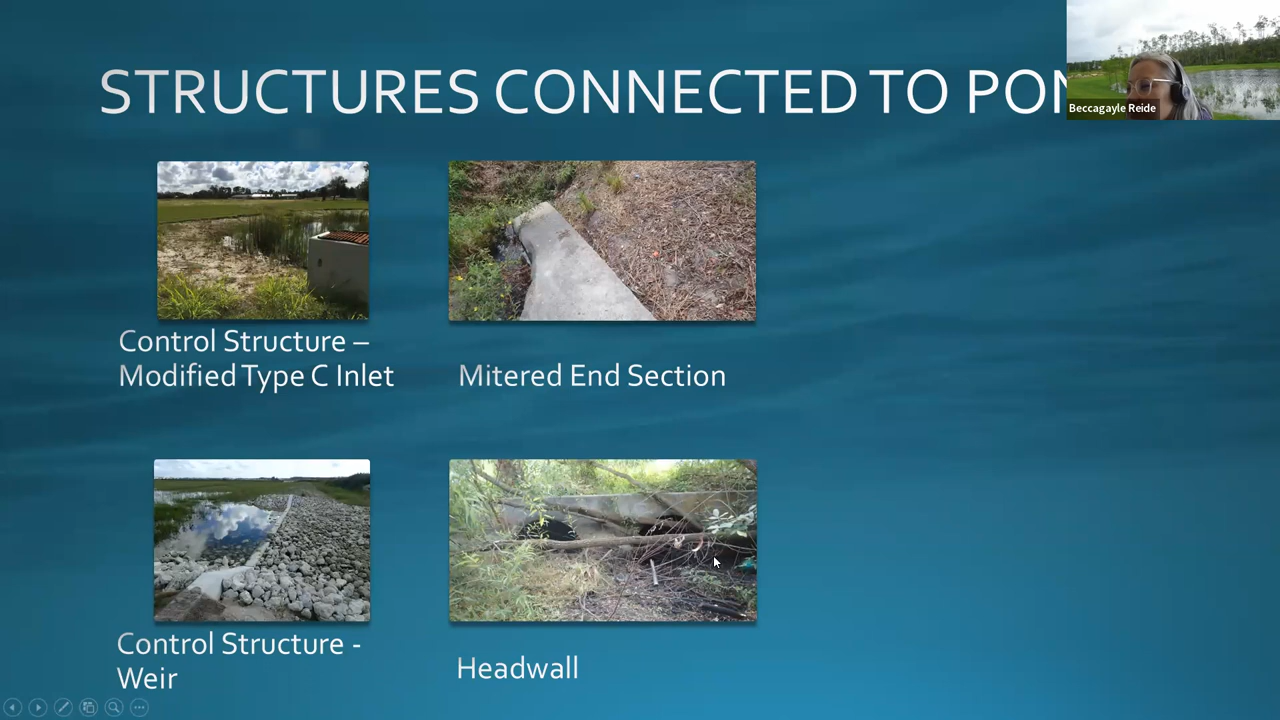 STRUCTURES CONNECTED TO PON
Beccagayle Reide
Control Structure –
Modified Type C Inlet
Mitered End Section
Control Structure -
Weir
Headwall